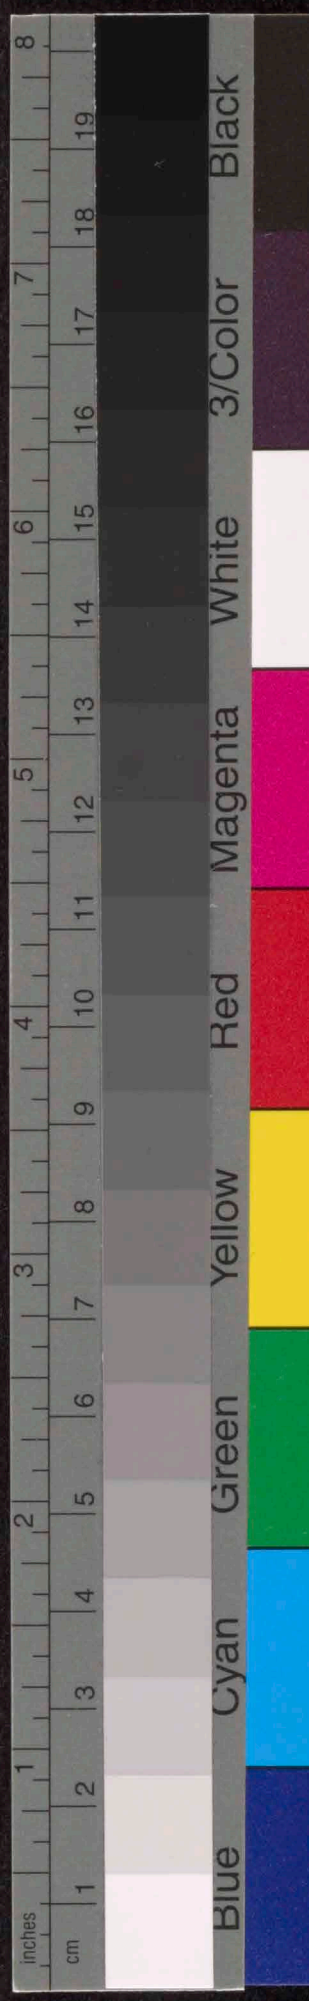 inches 1 2 3 4 5 6 7 8
cm 1 2 3 4 5 6 7 8 9 10 11 12 13 14 15 16 17 18 19
Blue Cyan Green Yellow Red Magenta White 3/Color Black